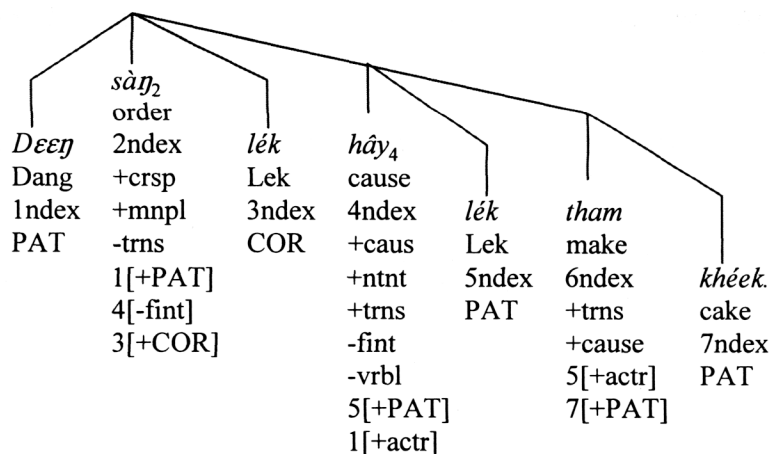 Dɛɛŋ
Dang
1ndex
PAT
sàŋ₂
order
2ndex
+crsp
+mnpl
-trns
1[+PAT]
4[-fint]
3[+COR]
lék
Lek
3ndex
COR
hây₄
cause
4ndex
+caus
+ntnt
+trns
-fint
-vrbl
5[+PAT]
1[+actr]
lék
Lek
5ndex
PAT
tham
make
6ndex
+trns
+cause
5[+actr]
7[+PAT]
khéek.
cake
7ndex
PAT